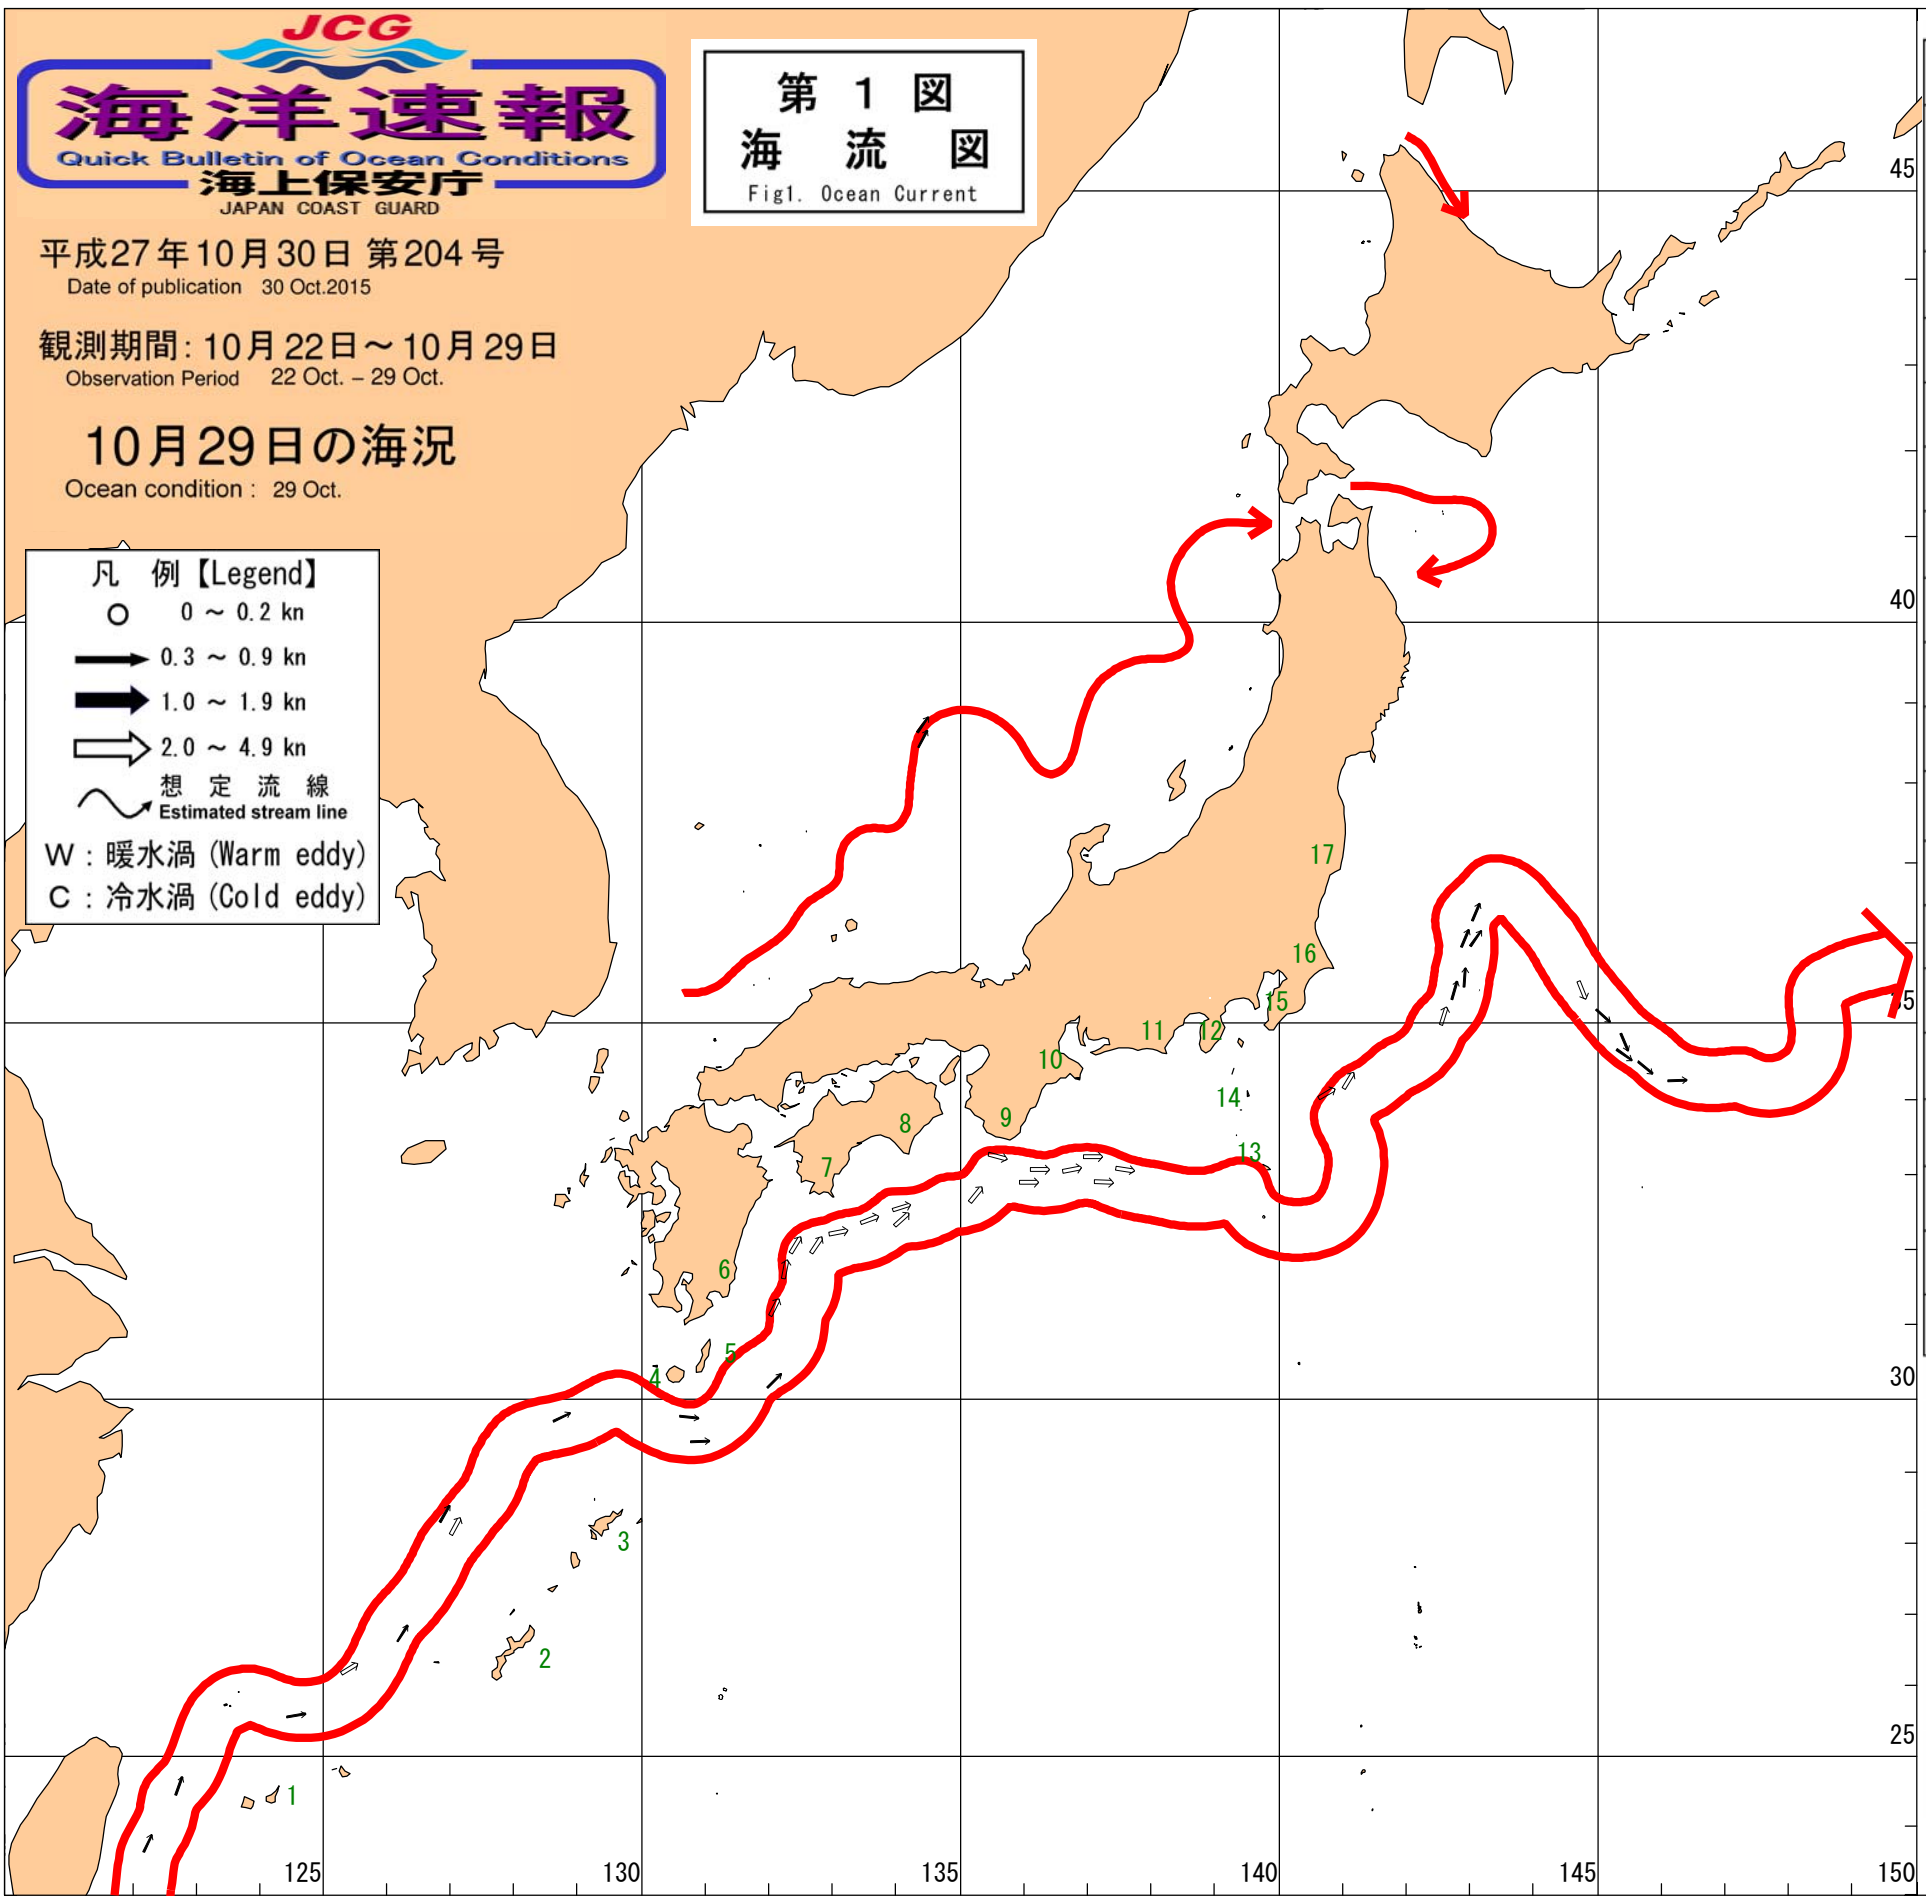 JCG
海洋速報
Quick Bulletin of Ocean Conditions
海上保安庁
JAPAN COAST GUARD
第 1 図
海 流 図
Fig1. Ocean Current
平成27年10月30日 第204号
Date of publication 30 Oct.2015
観測期間: 10月22日～10月29日
Observation Period 22 Oct. – 29 Oct.
10月29日の海況
Ocean condition : 29 Oct.
凡 例【Legend】
0 ～ 0.2 kn
0.3 ～ 0.9 kn
1.0 ～ 1.9 kn
2.0 ～ 4.9 kn
想 定 流 線
Estimated stream line
W : 暖水渦 (Warm eddy)
C : 冷水渦 (Cold eddy)
45
40
17
16
15
35
11
12
10
14
9
8
13
7
6
5
4
30
3
2
25
1
125
130
135
140
145
150